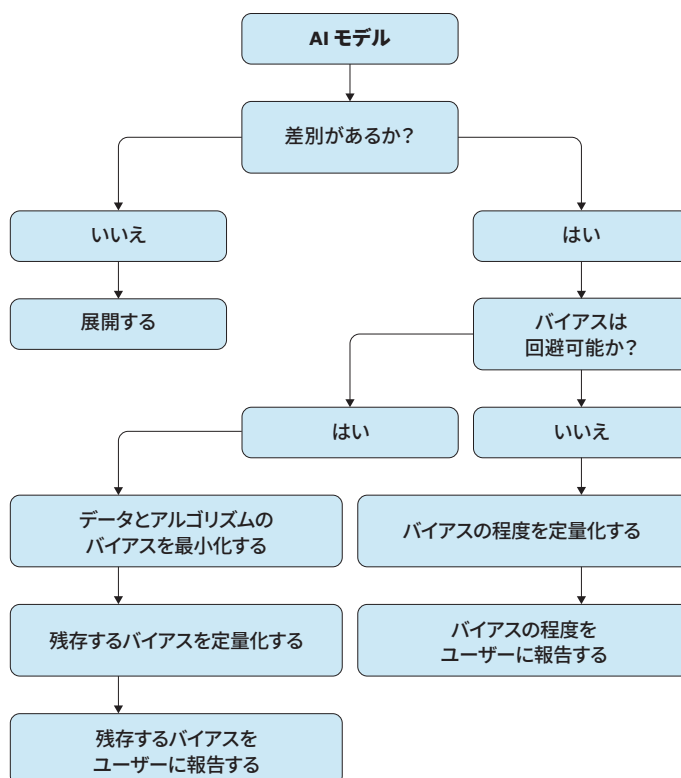 AI モデル
差別があるか?
いいえ
はい
展開する
バイアスは
回避可能か?
はい
いいえ
データとアルゴリズムの
バイアスを最小化する
バイアスの程度を定量化する
残存するバイアスを定量化する
バイアスの程度を
ユーザーに報告する
残存するバイアスを
ユーザーに報告する